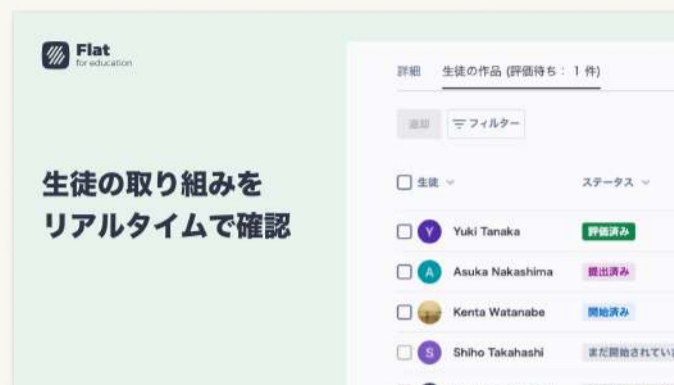 Flat
for education
生徒の取り組みを
リアルタイムで確認
詳細 生徒の作品 (評価待ち： 1 件)
返却 フィルター
生徒 ステータス
Y Yuki Tanaka 評価済み
A Asuka Nakashima 提出済み
Kenta Watanabe 開始済み
S Shiho Takahashi まだ開始されてい